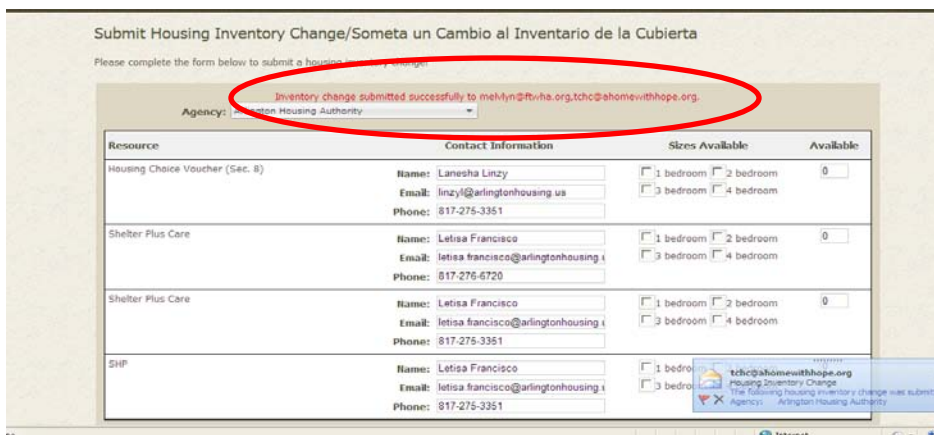 Submit Housing Inventory Change/Someta un Cambio al Inventario de la Cubierta
Please complete the form below to submit a housing inventory change.
Inventory change submitted successfully to melvlyn@ftwha.org,tchc@ahomewithhope.org.
Agency: Arlington Housing Authority
Resource Contact Information Sizes Available Available
Housing Choice Voucher (Sec. 8) Name: Lanesha Linzy 1 bedroom 2 bedroom 0
Email: linzyl@arlingtonhousing.us 3 bedroom 4 bedroom
Phone: 817-275-3351
Shelter Plus Care Name: Letisa Francisco 1 bedroom 2 bedroom 0
Email: letisa.francisco@arlingtonhousing.u 3 bedroom 4 bedroom
Phone: 817-276-6720
Shelter Plus Care Name: Letisa Francisco 1 bedroom 2 bedroom 0
Email: letisa.francisco@arlingtonhousing.u 3 bedroom 4 bedroom
Phone: 817-275-3351
SHP Name: Letisa Francisco 1 bedroo
Email: letisa.francisco@arlingtonhousing.u 3 bedroo
Phone: 817-275-3351
tchc@ahomewithhope.org
Housing Inventory Change
The following housing inventory change was submit
Agency: Arlington Housing Authority
Internet